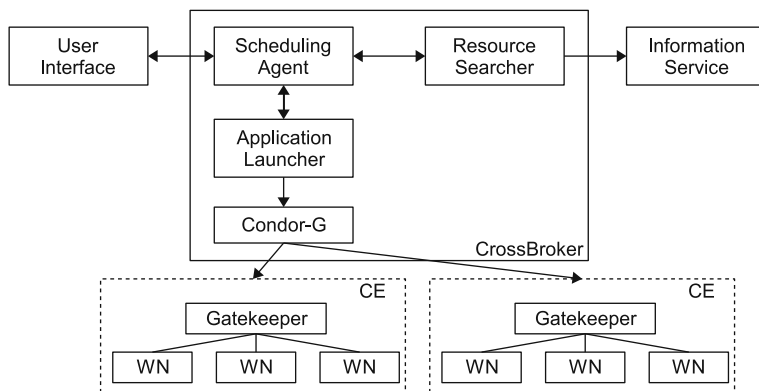 User
Interface
Scheduling
Agent
Resource
Searcher
Information
Service
Application
Launcher
Condor-G
CrossBroker
CE
Gatekeeper
WN WN WN
CE
Gatekeeper
WN WN WN